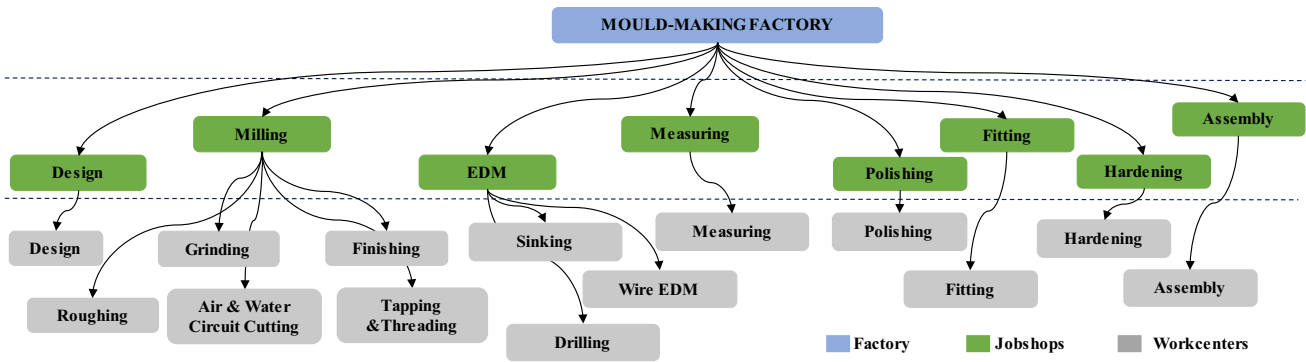 MOULD-MAKING FACTORY
Design
Milling
EDM
Measuring
Polishing
Fitting
Hardening
Assembly
Design
Roughing
Grinding
Air & Water
Circuit Cutting
Finishing
Tapping
&Threading
Sinking
Drilling
Wire EDM
Measuring
Polishing
Fitting
Hardening
Assembly
Factory
Jobshops
Workcenters